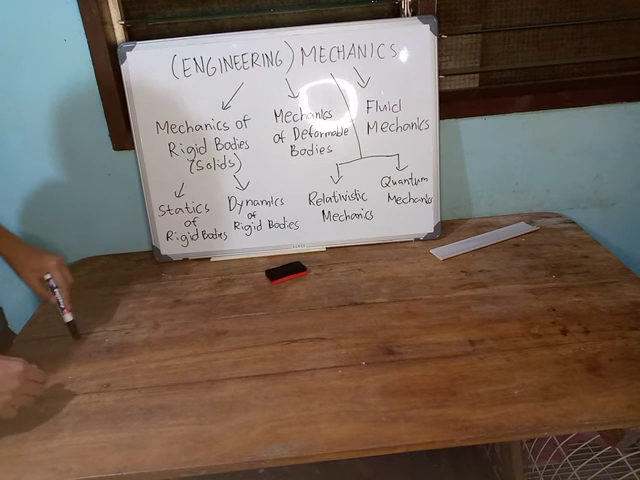 (ENGINEERING) MECHANICS
Mechanics of
Rigid Bodies
(Solids)
Mechanics
of Deformable
Bodies
Fluid
Mechanics
Statics
of
Rigid Bodies
Dynamics
of
Rigid Bodies
Relativistic
Mechanics
Quantum
Mechanics